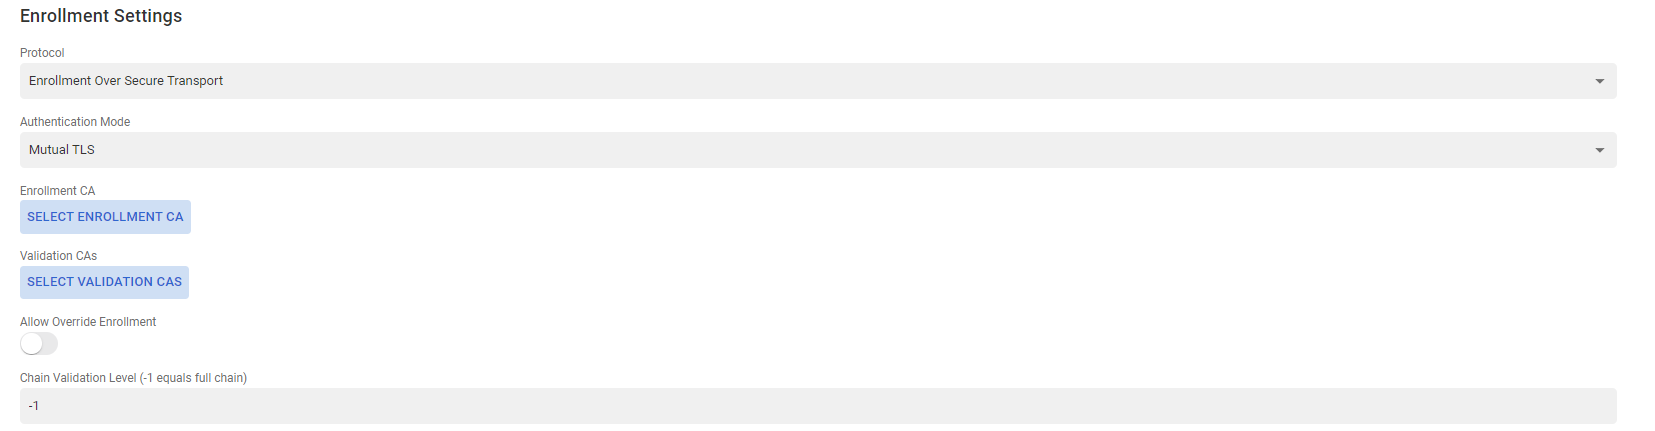 Enrollment Settings
Protocol
Enrollment Over Secure Transport
Authentication Mode
Mutual TLS
Enrollment CA
SELECT ENROLLMENT CA
Validation CAs
SELECT VALIDATION CAS
Allow Override Enrollment
Chain Validation Level (-1 equals full chain)
-1